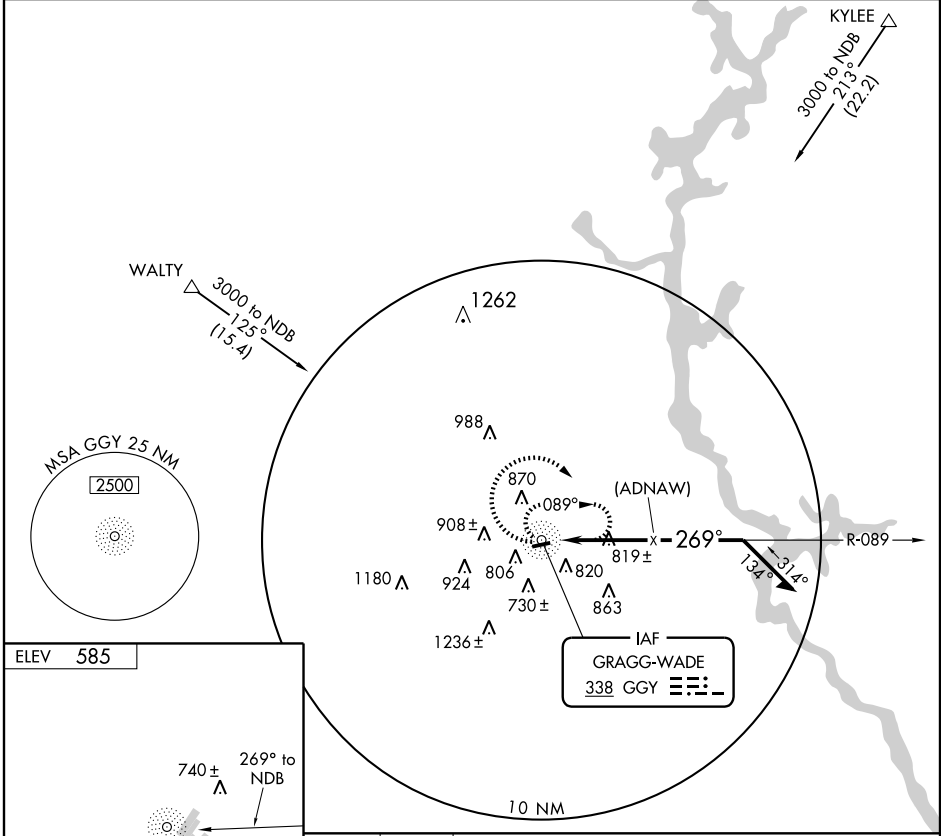 KYLEE
3000 to NDB
213°
(22.2)
WALTY
3000 to NDB
125°
(15.4)
1262
MSA GGY 25 NM
2500
988
870
089°
(ADNAW)
908 ±
269°
R-089
819 ±
806
820
924
1180
730 ±
863
134°
314°
1236 ±
IAF
GRAGG-WADE
338 GGY
ELEV 585
740 ±
269° to
NDB
10 NM